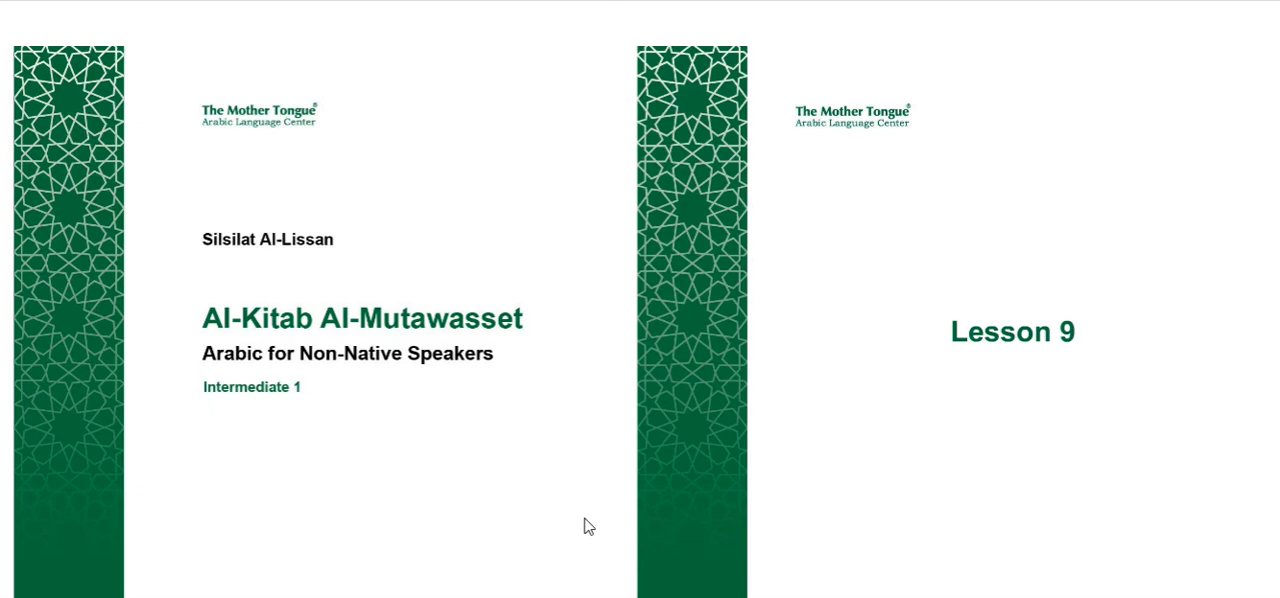 The Mother Tongue®
Arabic Language Center
Silsilat Al-Lissan
Al-Kitab Al-Mutawasset
Arabic for Non-Native Speakers
Intermediate 1
The Mother Tongue®
Arabic Language Center
Lesson 9